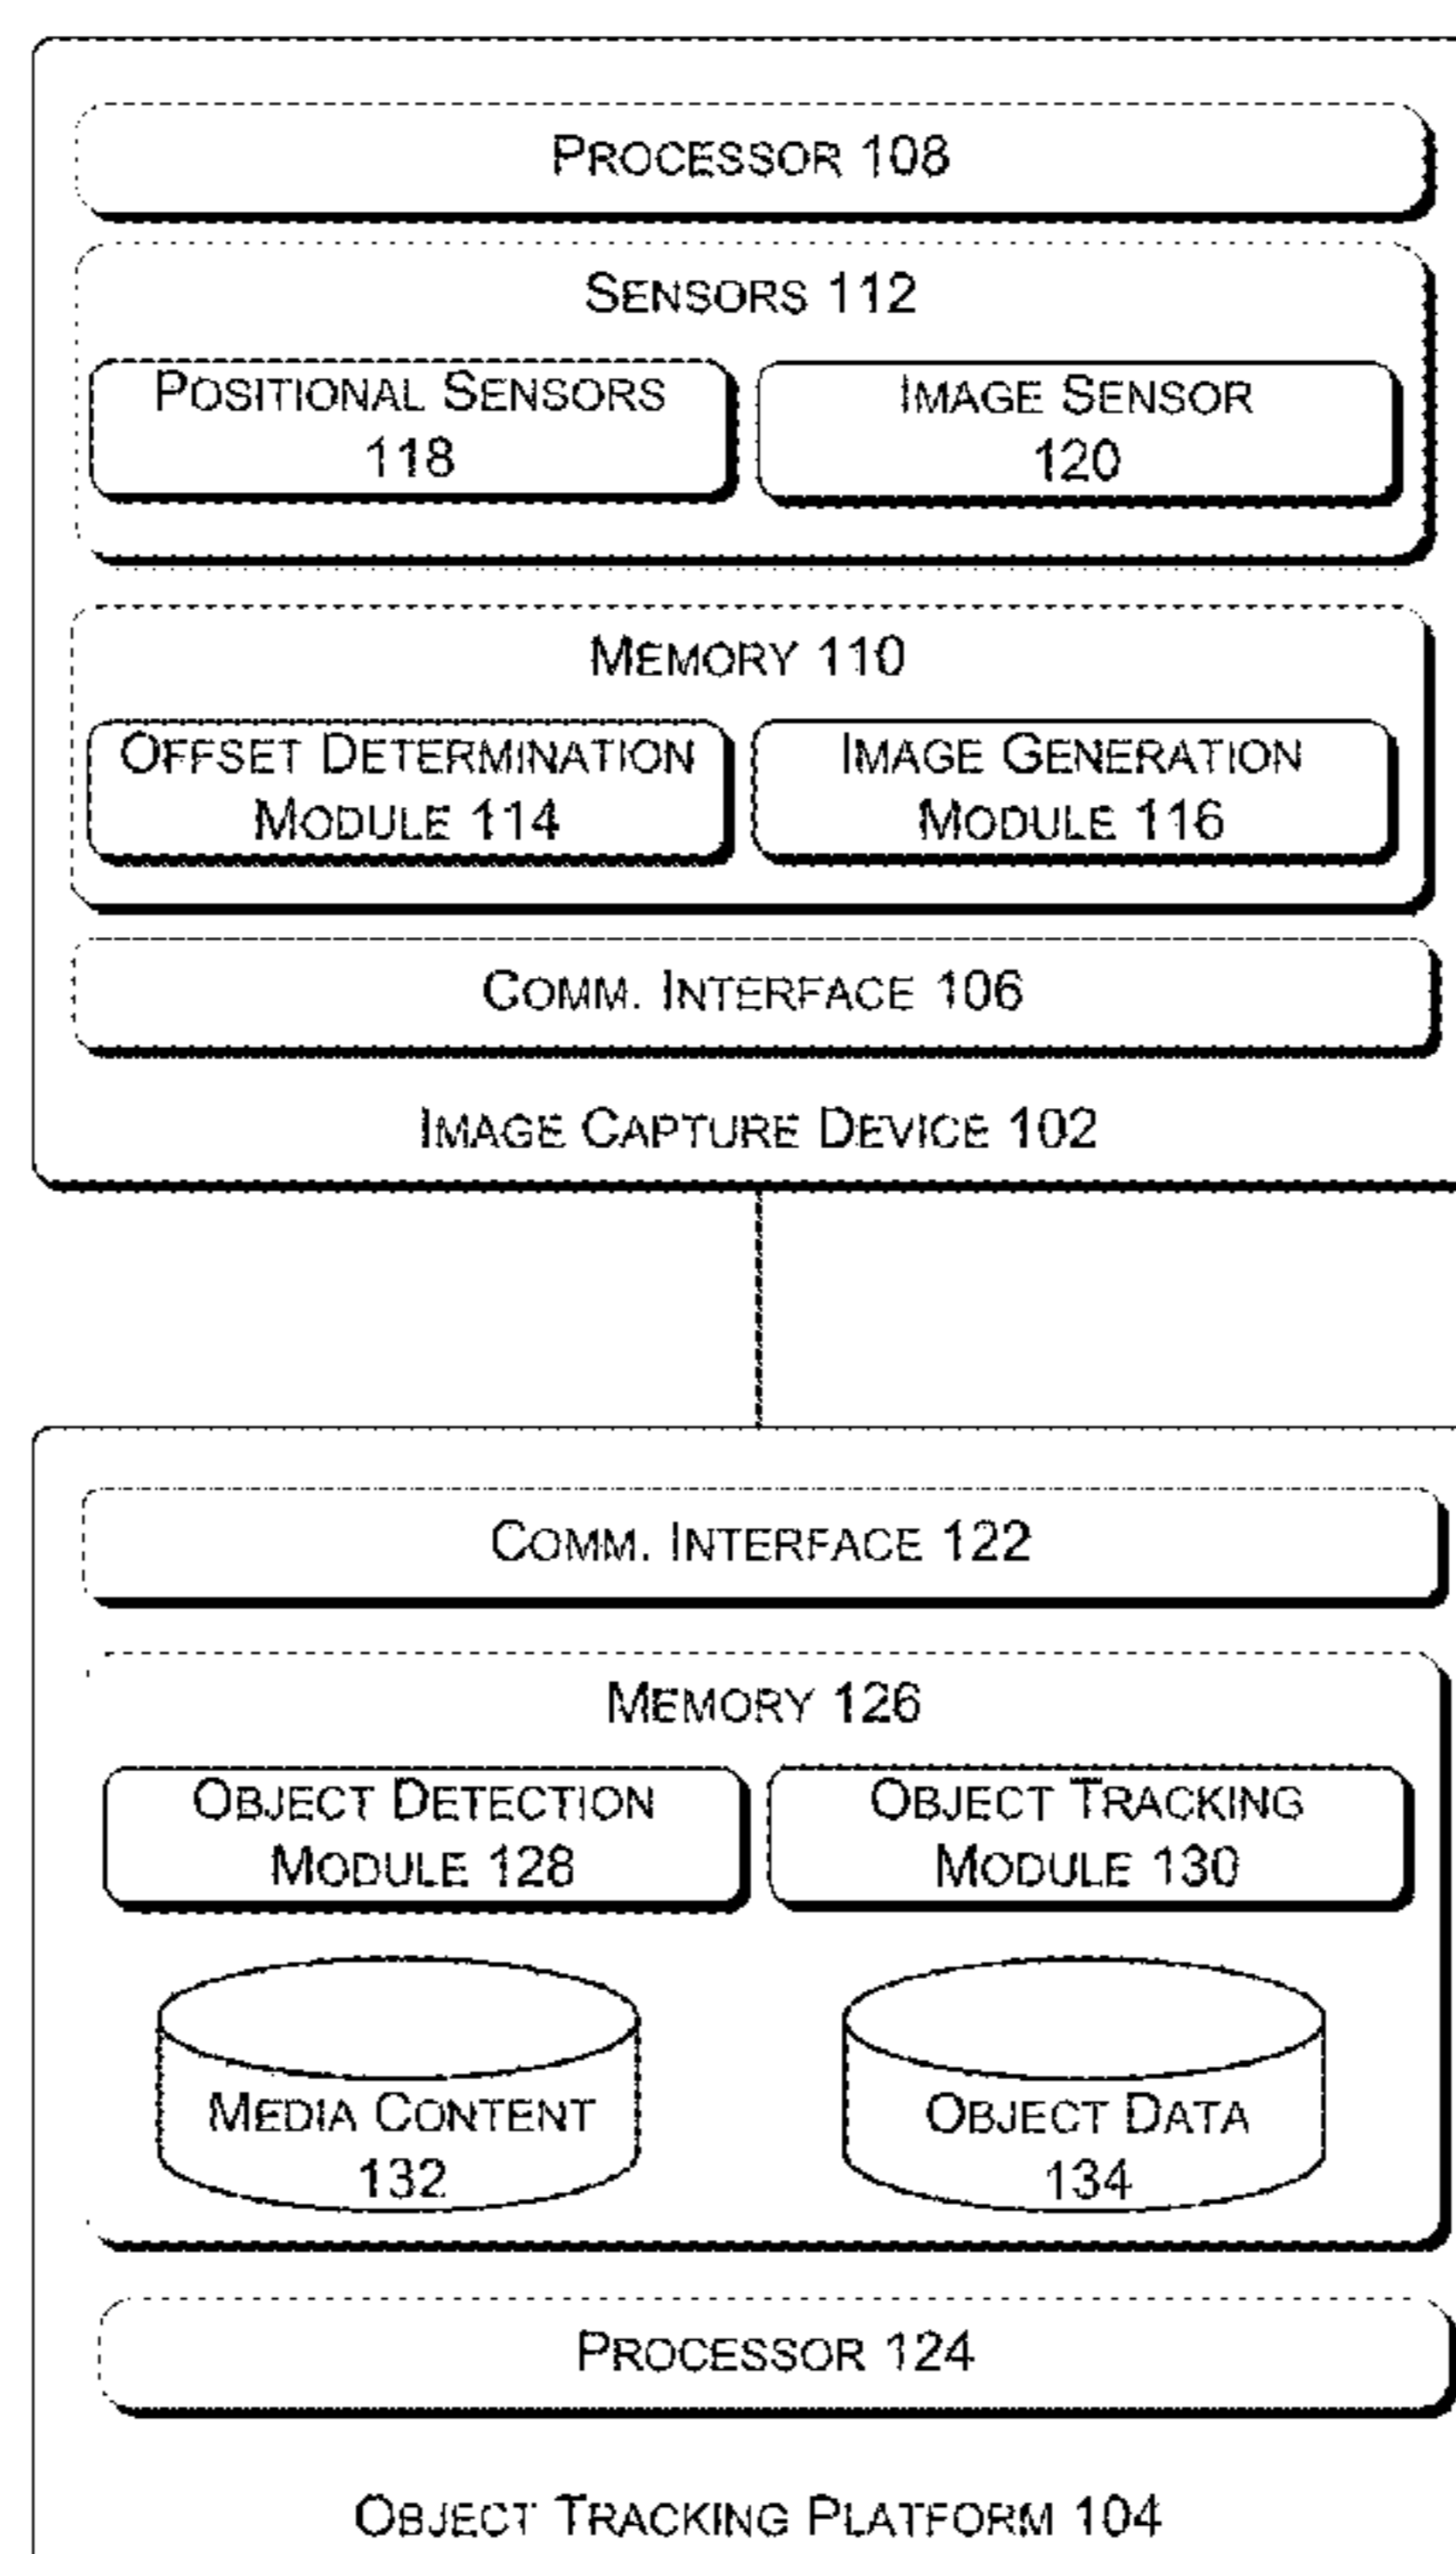 PROCESSOR 108
SENSORS 112
POSITIONAL SENSORS
118
IMAGE SENSOR
120
MEMORY 110
OFFSET DETERMINATION
MODULE 114
IMAGE GENERATION
MODULE 116
COMM. INTERFACE 106
IMAGE CAPTURE DEVICE 102
COMM. INTERFACE 122
MEMORY 126
OBJECT DETECTION
MODULE 128
OBJECT TRACKING
MODULE 130
MEDIA CONTENT
132
OBJECT DATA
134
PROCESSOR 124
OBJECT TRACKING PLATFORM 104